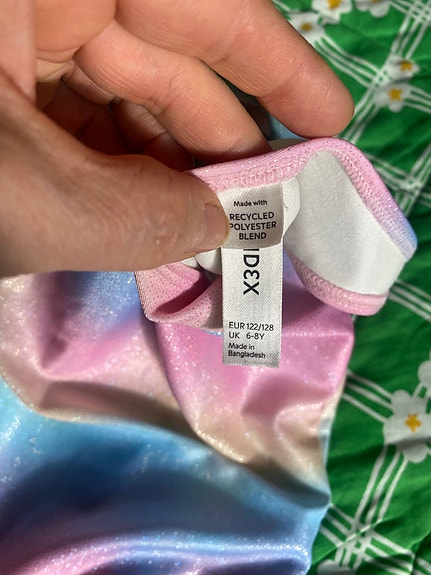 Made with
RECYCLED
POLYESTER
BLEND
EUR 122/128
UK 6-8Y
Made in
Bangladesh